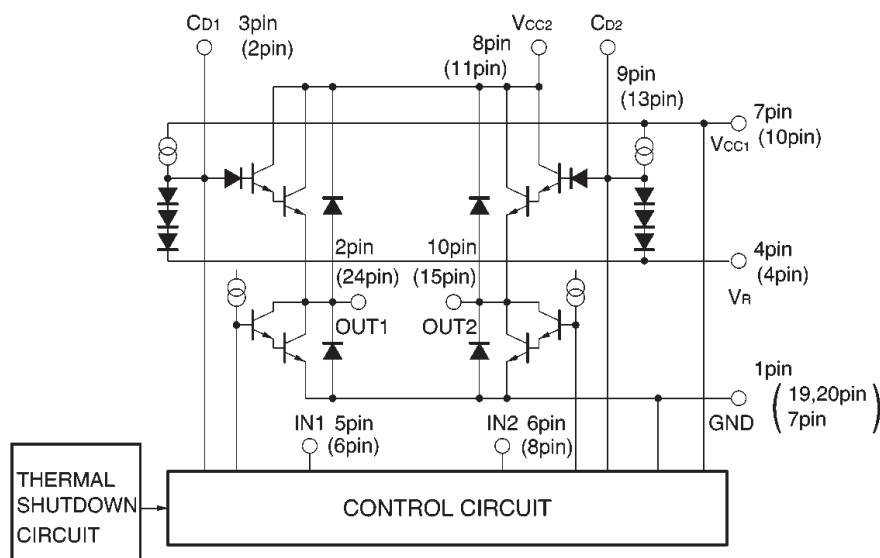 CD1 3pin
(2pin)
VCC2
8pin
(11pin)
CD2
9pin
(13pin)
7pin
(10pin)
VCC1
2pin
(24pin)
10pin
(15pin)
4pin
(4pin)
VR
OUT1
OUT2
1pin
(19,20pin
7pin)
GND
IN1 5pin
(6pin)
IN2 6pin
(8pin)
THERMAL
SHUTDOWN
CIRCUIT
CONTROL CIRCUIT